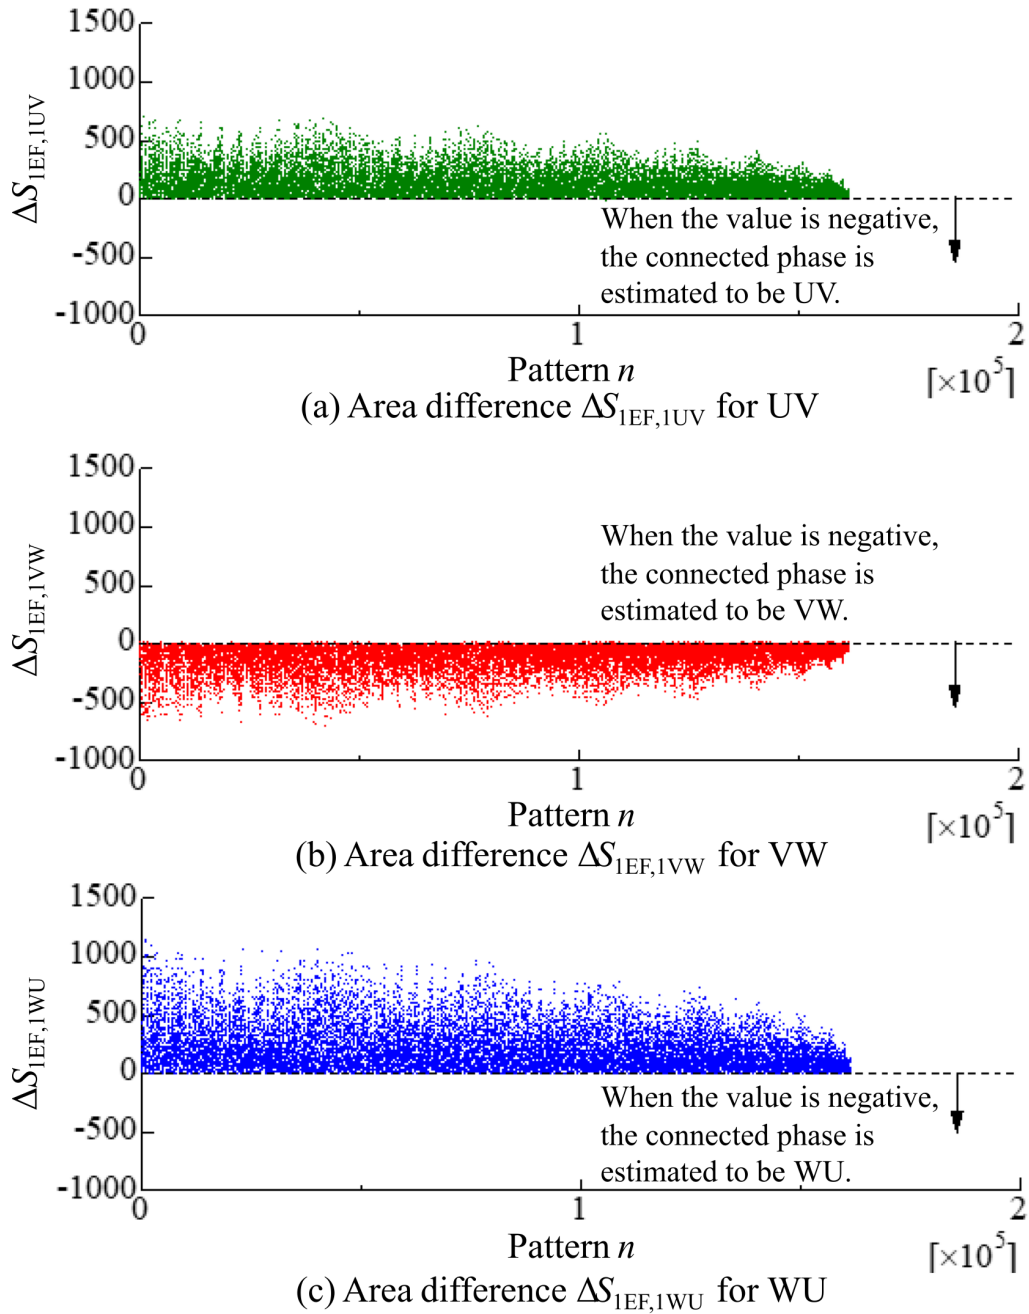 1500
1000
500
0
-500
-1000
ΔS1EF,1UV
When the value is negative,
the connected phase is
estimated to be UV.
0
1
2
Pattern n
[×10^5]
(a) Area difference ΔS1EF,1UV for UV
1500
1000
500
0
-500
-1000
ΔS1EF,1VW
When the value is negative,
the connected phase is
estimated to be VW.
0
1
2
Pattern n
[×10^5]
(b) Area difference ΔS1EF,1VW for VW
1500
1000
500
0
-500
-1000
ΔS1EF,1WU
When the value is negative,
the connected phase is
estimated to be WU.
0
1
2
Pattern n
[×10^5]
(c) Area difference ΔS1EF,1WU for WU